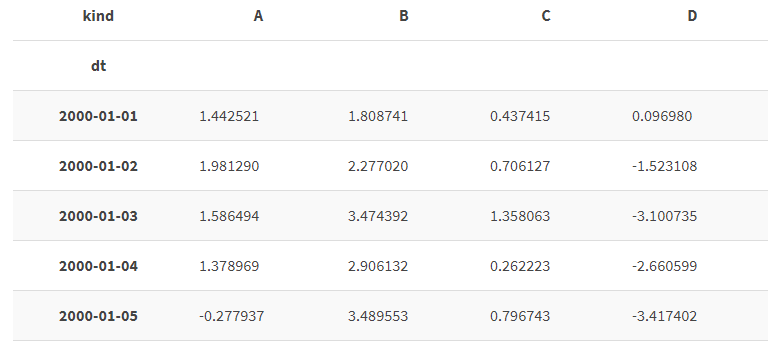 kind A B C D
dt
2000-01-01 1.442521 1.808741 0.437415 0.096980
2000-01-02 1.981290 2.277020 0.706127 -1.523108
2000-01-03 1.586494 3.474392 1.358063 -3.100735
2000-01-04 1.378969 2.906132 0.262223 -2.660599
2000-01-05 -0.277937 3.489553 0.796743 -3.417402